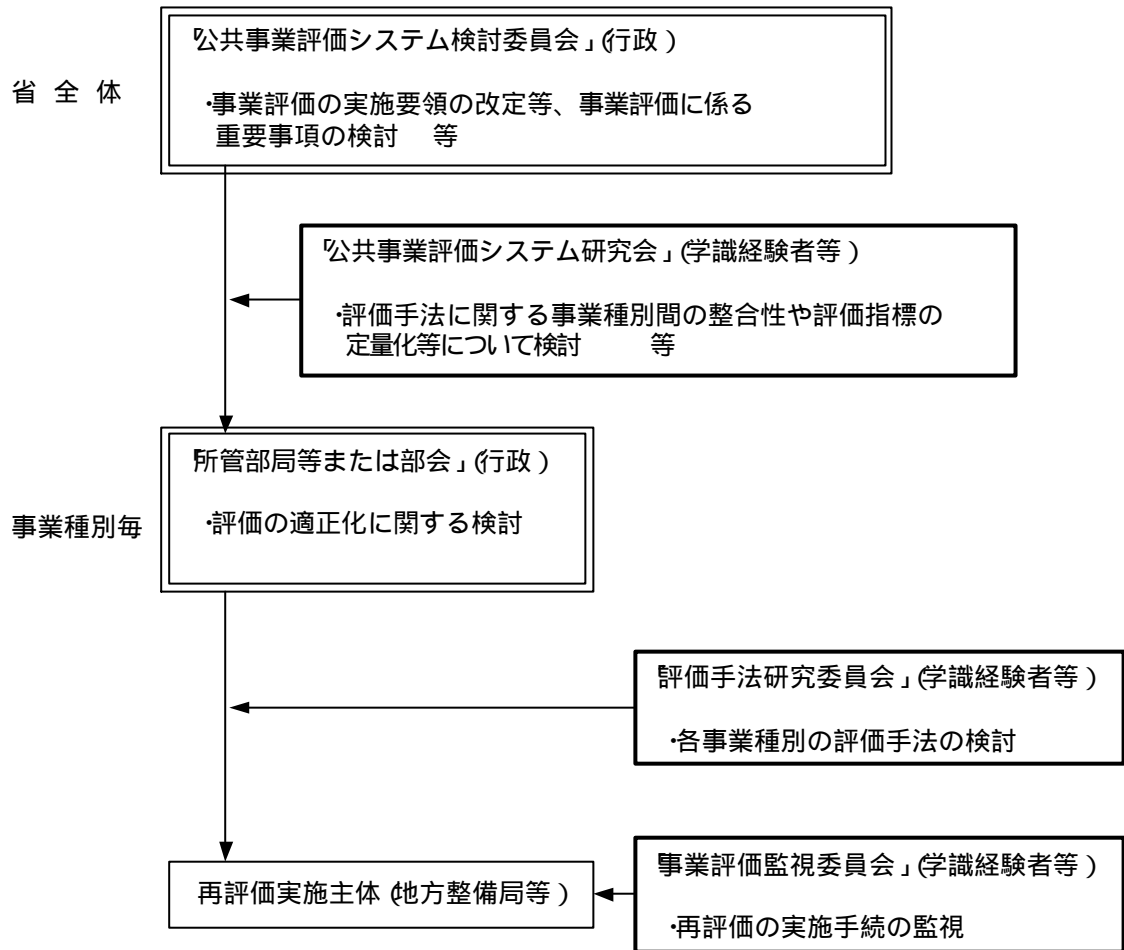 「公共事業評価システム検討委員会」(行政)
省 全 体
・事業評価の実施要領の改定等、事業評価に係る
重要事項の検討 等
「公共事業評価システム研究会」(学識経験者等)
・評価手法に関する事業種別間の整合性や評価指標の
定量化等について検討 等
「所管部局等または部会」(行政)
事業種別毎
・評価の適正化に関する検討
「評価手法研究委員会」(学識経験者等)
・各事業種別の評価手法の検討
「事業評価監視委員会」(学識経験者等)
再評価実施主体(地方整備局等)
・再評価の実施手続の監視